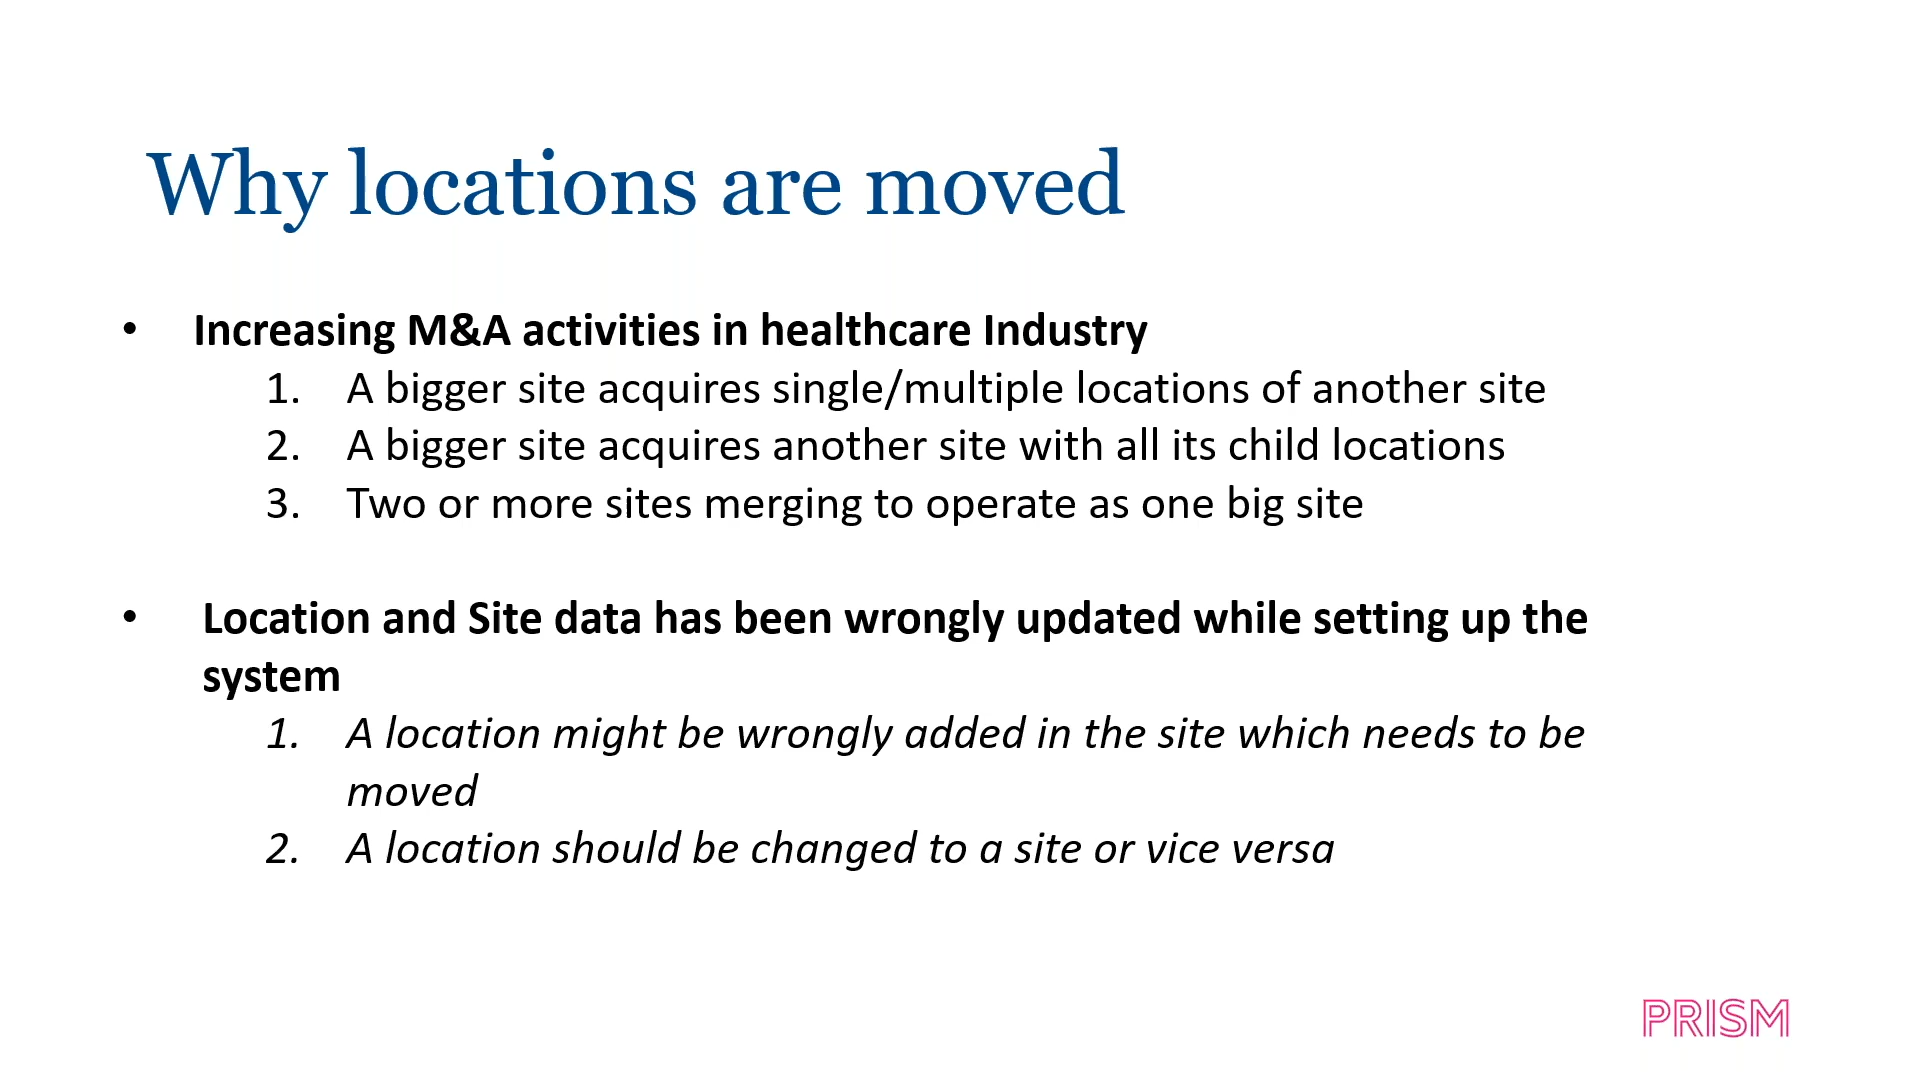 Why locations are moved
• Increasing M&A activities in healthcare Industry
1. A bigger site acquires single/multiple locations of another site
2. A bigger site acquires another site with all its child locations
3. Two or more sites merging to operate as one big site
• Location and Site data has been wrongly updated while setting up the
system
1. A location might be wrongly added in the site which needs to be
moved
2. A location should be changed to a site or vice versa
PRISM